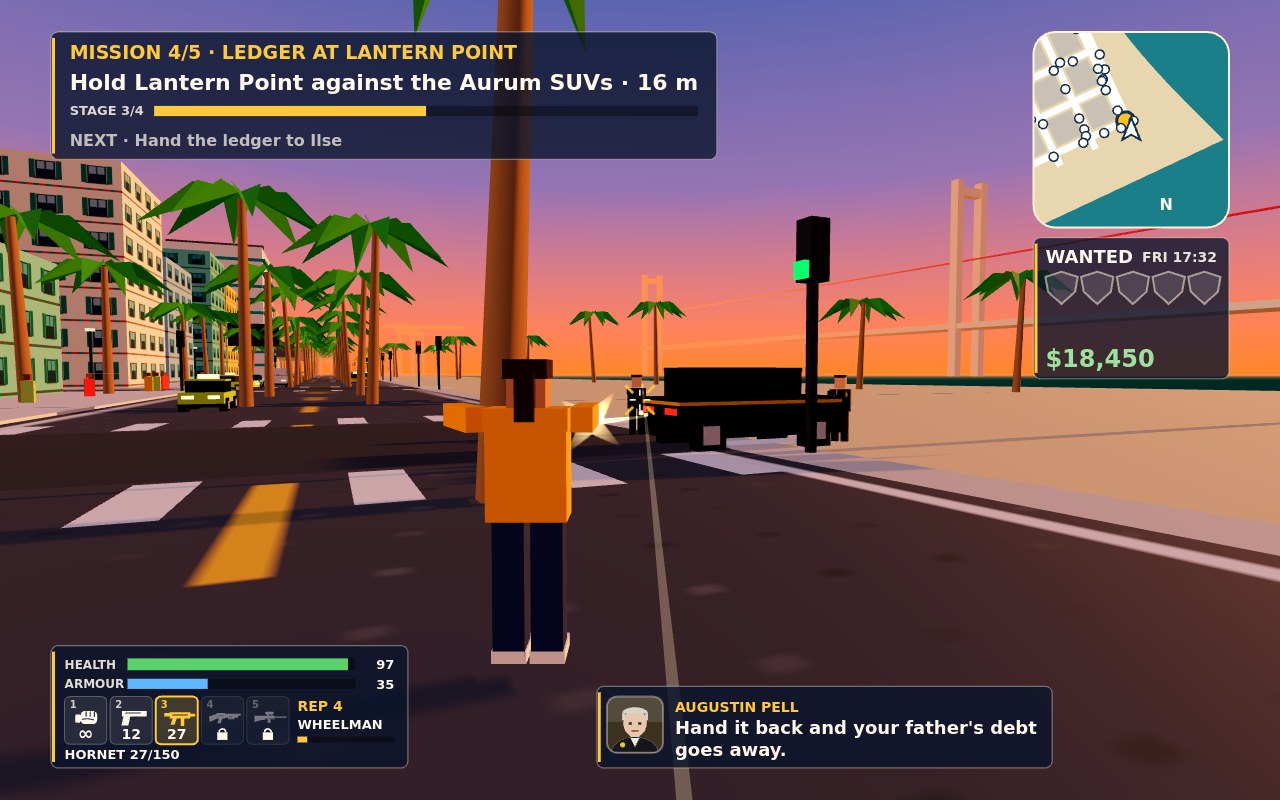 MISSION 4/5 · LEDGER AT LANTERN POINT
Hold Lantern Point against the Aurum SUVs · 16 m
STAGE 3/4
NEXT · Hand the ledger to Ilse
N
WANTED FRI 17:32
$18,450
HEALTH 97
ARMOUR 35
1 2 3 4 5
∞ 12 27
REP 4
WHEELMAN
HORNET 27/150
AUGUSTIN PELL
Hand it back and your father's debt
goes away.